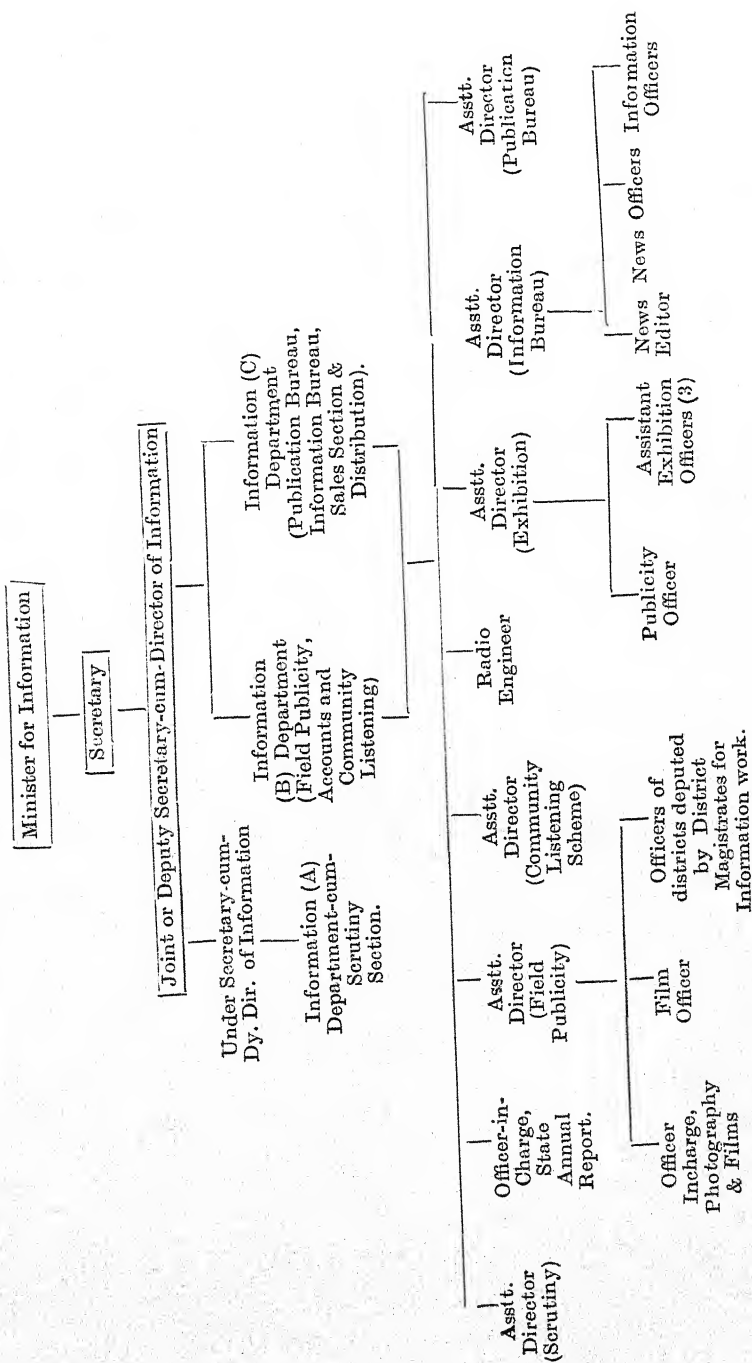 Minister for Information
Secretary
Joint or Deputy Secretary-cum-Director of Information
Under Secretary-cum-
Dy. Dir. of Information
Information (A)
Department-cum-
Scrutiny
Section.
Information
(B) Department
(Field Publicity,
Accounts and
Community
Listening)
Information (C)
Department
(Publication Bureau,
Information Bureau,
Sales Section &
Distribution).
Asstt.
Director
(Scrutiny)
Officer-in-
Charge,
State
Annual
Report.
Asstt.
Director
(Field
Publicity)
Asstt.
Director
(Community
Listening
Scheme)
Radio
Engineer
Asstt.
Director
(Exhibition)
Asstt.
Director
(Information
Bureau)
Asstt.
Director
(Publication
Bureau)
Officer
Incharge,
Photography
& Films
Film
Officer
Officers of
districts deputed
by District
Magistrates for
Information work.
Publicity
Officer
Assistant
Exhibition
Officers (3)
News
Editor
News Officers
Information
Officers